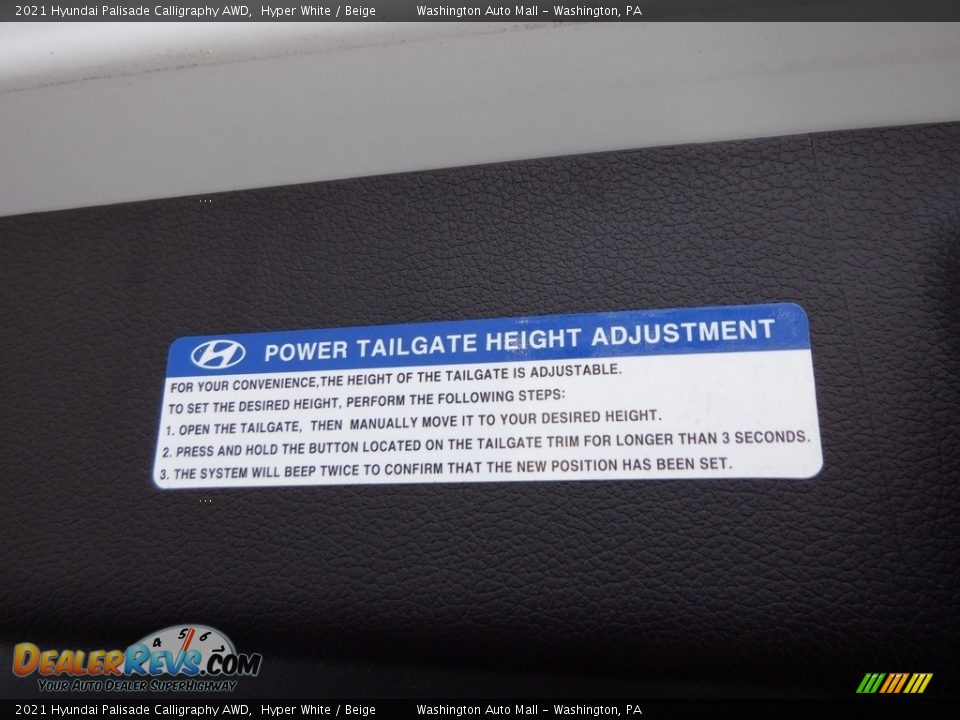 2021 Hyundai Palisade Calligraphy AWD, Hyper White / Beige Washington Auto Mall - Washington, PA
POWER TAILGATE HEIGHT ADJUSTMENT
FOR YOUR CONVENIENCE,THE HEIGHT OF THE TAILGATE IS ADJUSTABLE.
TO SET THE DESIRED HEIGHT, PERFORM THE FOLLOWING STEPS:
1. OPEN THE TAILGATE, THEN MANUALLY MOVE IT TO YOUR DESIRED HEIGHT.
2. PRESS AND HOLD THE BUTTON LOCATED ON THE TAILGATE TRIM FOR LONGER THAN 3 SECONDS.
3. THE SYSTEM WILL BEEP TWICE TO CONFIRM THAT THE NEW POSITION HAS BEEN SET.
4 5 6 7
DEALERREVS.COM
YOUR AUTO DEALER SUPERHIGHWAY
2021 Hyundai Palisade Calligraphy AWD, Hyper White / Beige Washington Auto Mall - Washington, PA